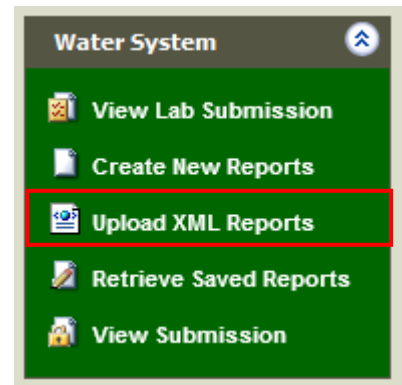 Water System
View Lab Submission
Create New Reports
Upload XML Reports
Retrieve Saved Reports
View Submission